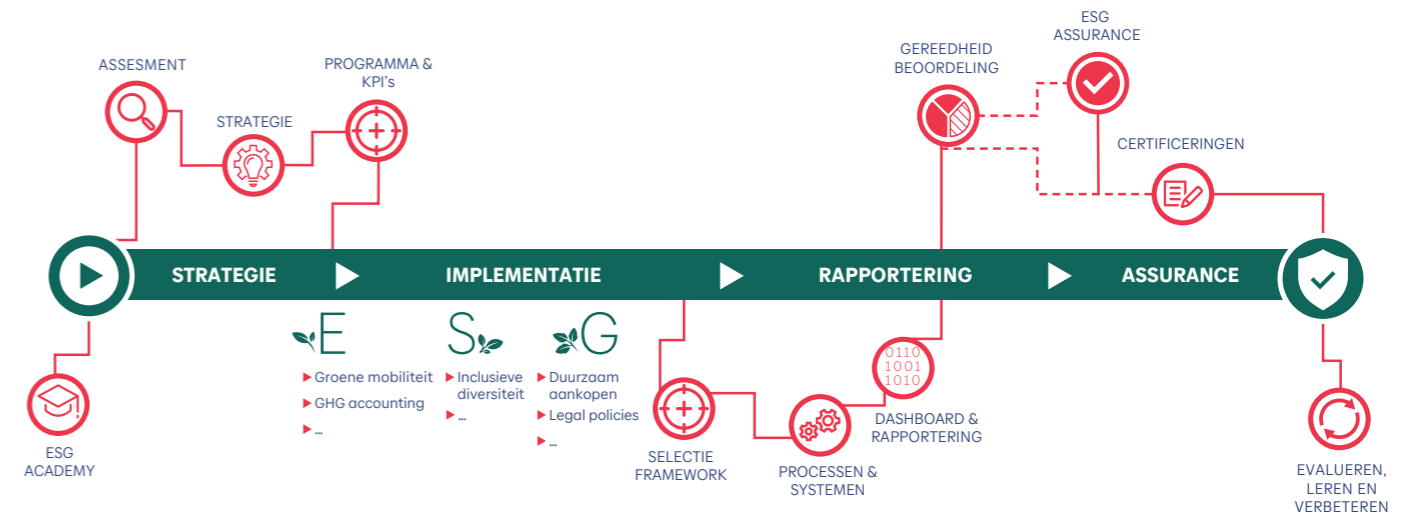 ASSESMENT
STRATEGIE
PROGRAMMA &
KPI's
GEREEDHEID
BEOORDELING
ESG
ASSURANCE
CERTIFICERINGEN
STRATEGIE
IMPLEMENTATIE
RAPPORTERING
ASSURANCE
ESG
ACADEMY
E
Groene mobiliteit
GHG accounting
...
S
Inclusieve
diversiteit
...
G
Duurzaam
aankopen
Legal policies
...
SELECTIE
FRAMEWORK
PROCESSEN &
SYSTEMEN
0110
1001
1010
DASHBOARD &
RAPPORTERING
EVALUEREN,
LEREN EN
VERBETEREN